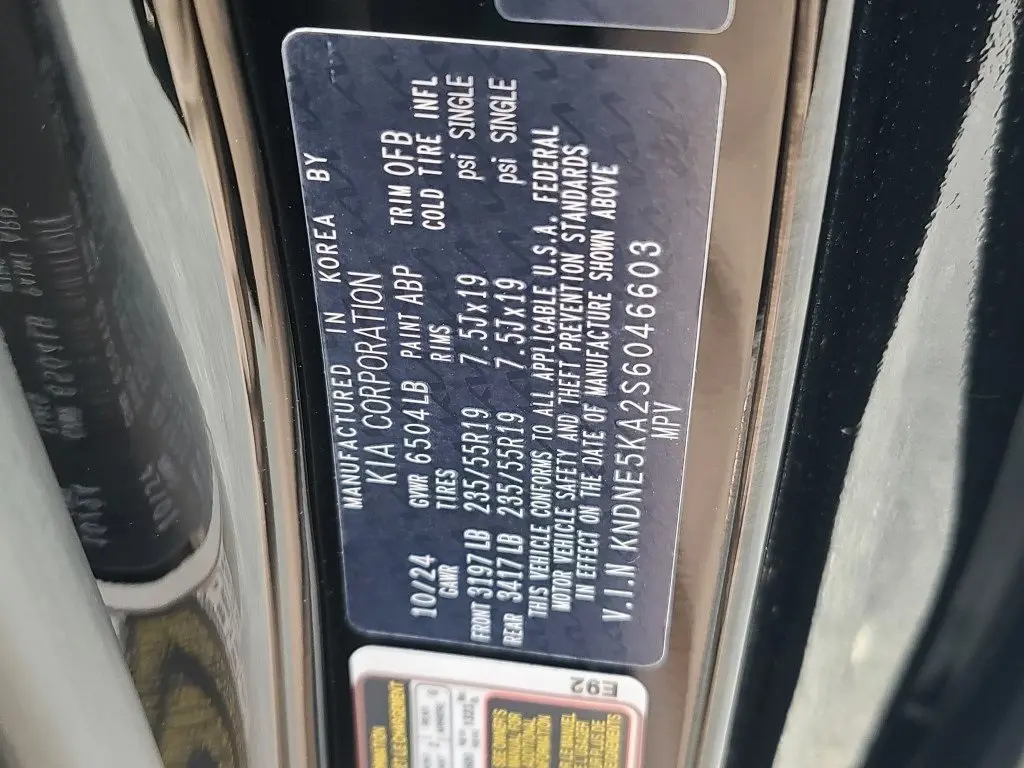 MANUFACTURED IN KOREA BY
KIA CORPORATION
10/24 GVWR 6504LB PAINT ABP TRIM OFB
GAWR TIRES RIMS COLD TIRE INFL
FRONT 3197LB 235/55R19 7.5Jx19 psi SINGLE
REAR 3417LB 235/55R19 7.5Jx19 psi SINGLE
THIS VEHICLE CONFORMS TO ALL APPLICABLE U.S.A. FEDERAL
MOTOR VEHICLE SAFETY AND THEFT PREVENTION STANDARDS
IN EFFECT ON THE DATE OF MANUFACTURE SHOWN ABOVE
V.I.N KNDNE5KA2S6046603
MPV
E92